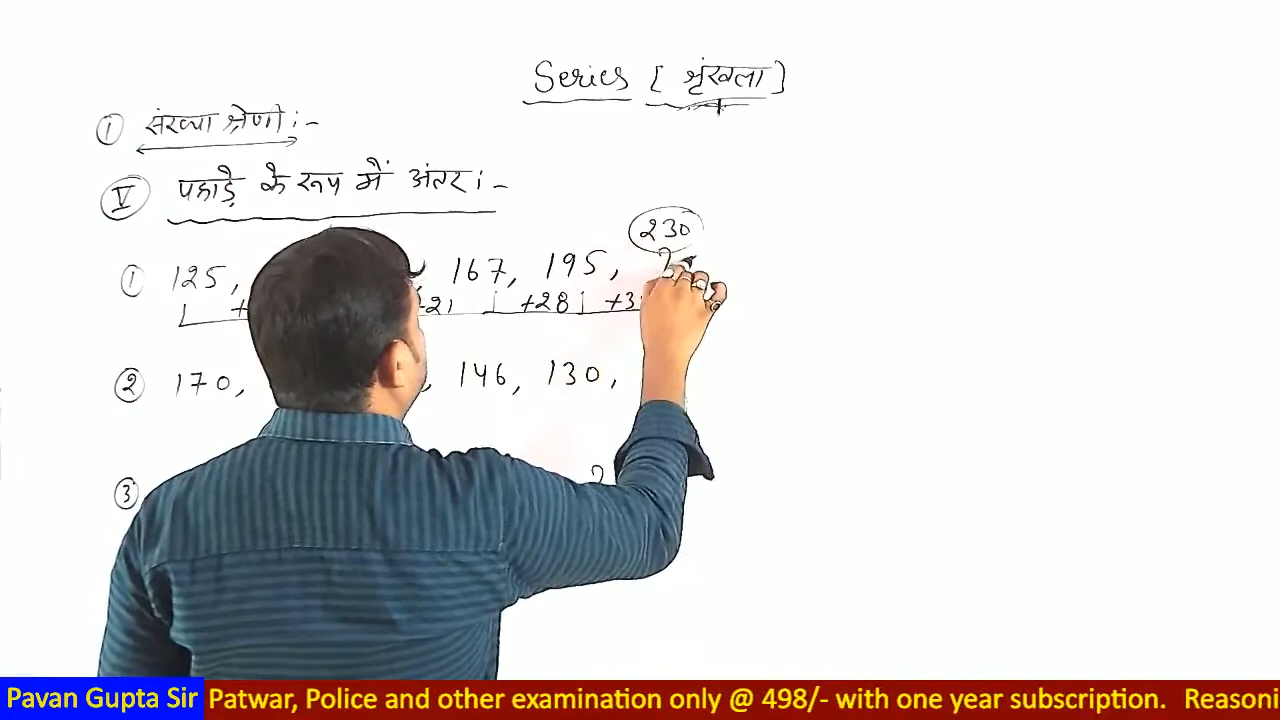 Series [ श्रृंखला ]
① संख्या श्रेणी :-
Ⓥ पहाड़े के रूप में अंतर :-
230
① 125, 167, 195, ?
+21 +28 +3
② 170, 146, 130,
③ ?
Pavan Gupta Sir Patwar, Police and other examination only @ 498/- with one year subscription. Reasoni